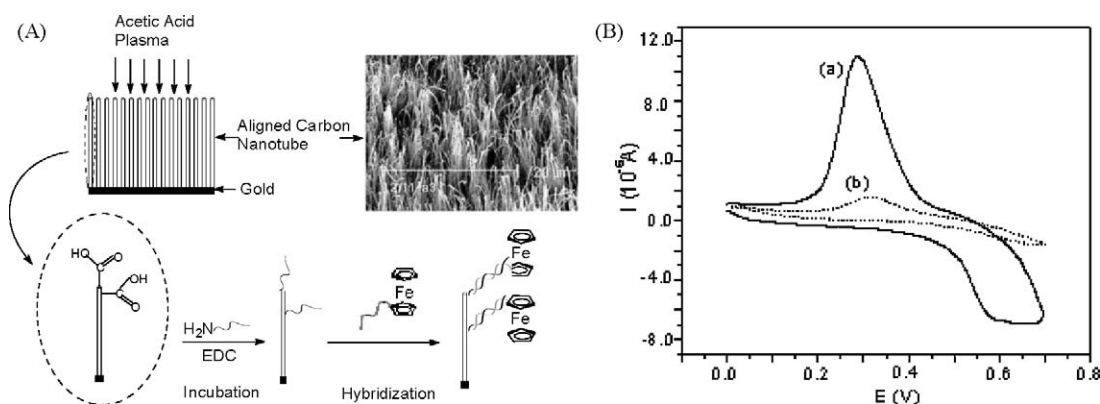 (A)
Acetic Acid
Plasma
Aligned Carbon
Nanotube
Gold
20 µm
HO
C
O
OH
C
O
H₂N
EDC
Incubation
Fe
Hybridization
Fe
Fe
(B)
12.0
8.0
4.0
0.0
-4.0
-8.0
I (10⁻⁶A)
(a)
(b)
0.0
0.2
0.4
0.6
0.8
E (V)